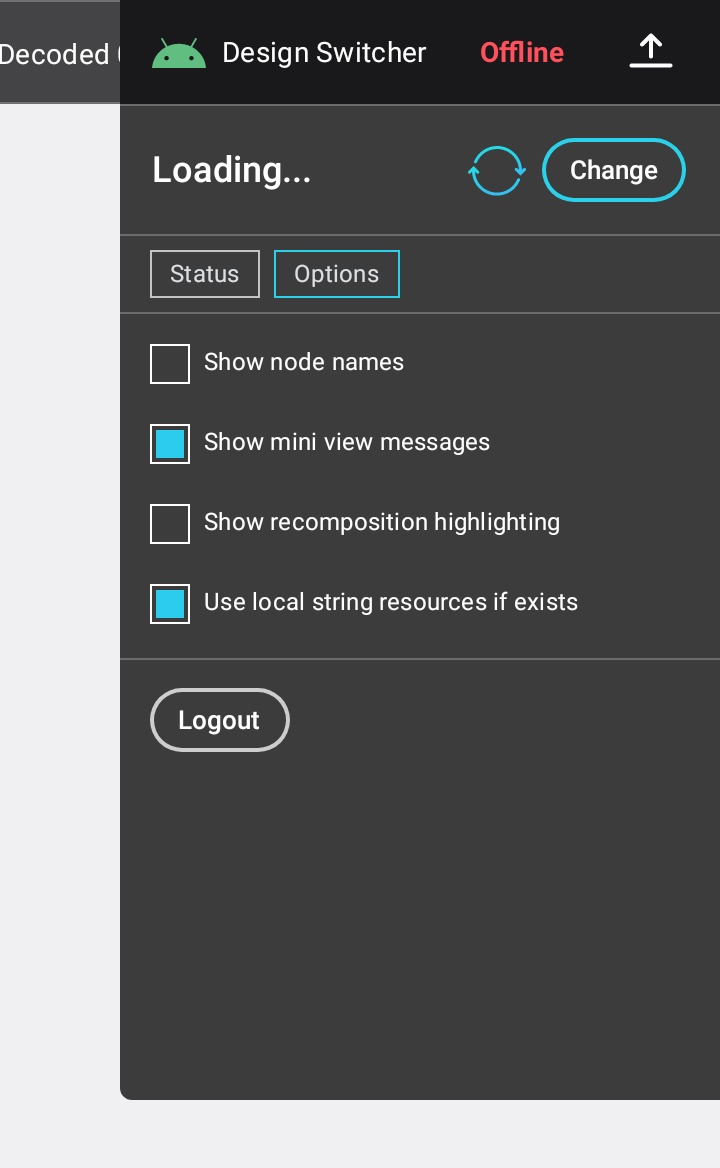 Decoded
Design Switcher
Offline
Loading...
Change
Status
Options
Show node names
Show mini view messages
Show recomposition highlighting
Use local string resources if exists
Logout